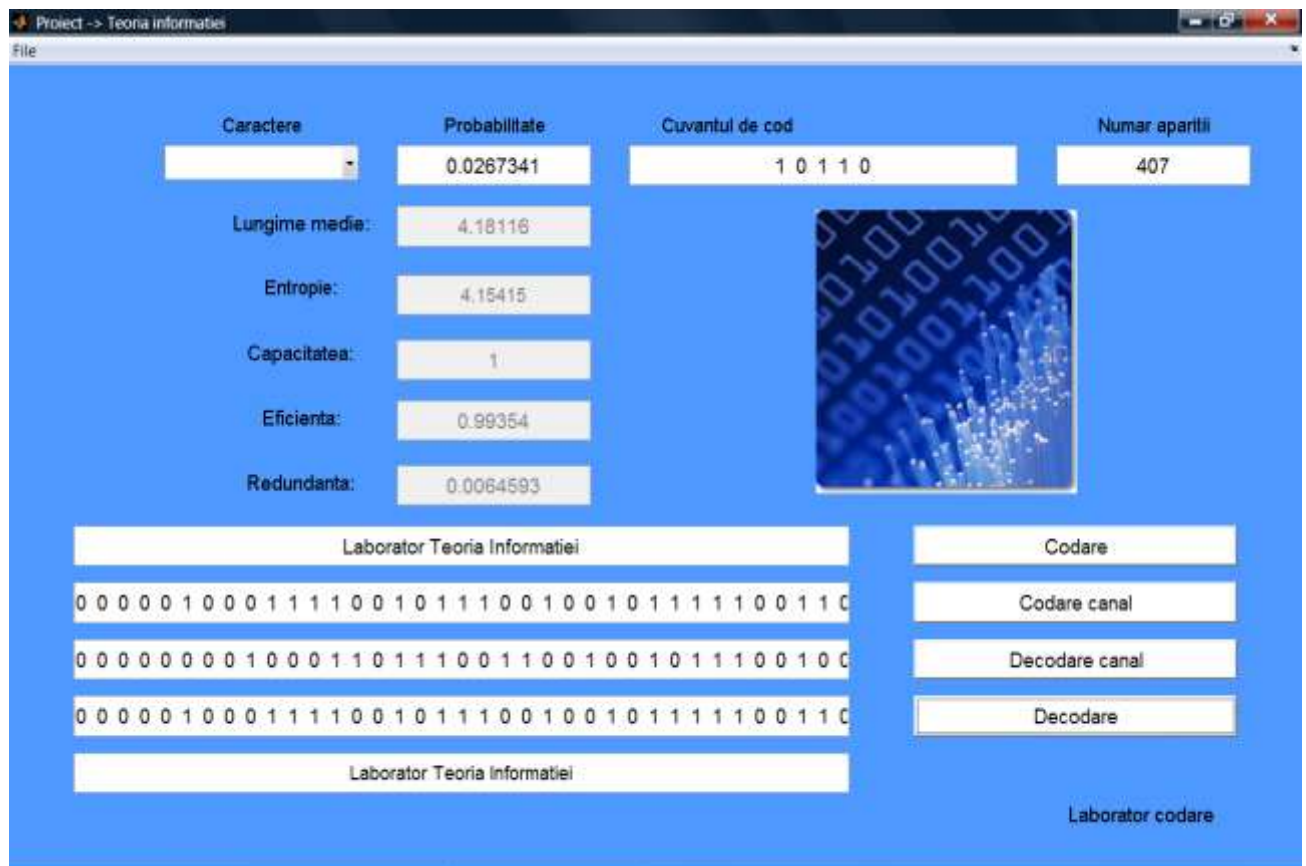 Proiect -> Teoria informatiei
File
Caractere Probabilitate Cuvantul de cod Numar aparitii
0.0267341 1 0 1 1 0 407
Lungime medie: 4.18116
Entropie: 4.15415
Capacitatea: 1
Eficienta: 0.99354
Redundanta: 0.0064593
Laborator Teoria Informatiei Codare
0 0 0 0 0 1 0 0 0 1 1 1 1 0 0 1 0 1 1 1 0 0 1 0 0 1 0 1 1 1 1 1 0 0 1 1 0 Codare canal
0 0 0 0 0 0 0 0 1 0 0 0 1 1 0 1 1 1 0 0 1 1 0 0 1 0 0 1 0 1 1 1 0 0 1 0 0 Decodare canal
0 0 0 0 0 1 0 0 0 1 1 1 1 0 0 1 0 1 1 1 0 0 1 0 0 1 0 1 1 1 1 1 0 0 1 1 0 Decodare
Laborator Teoria Informatiei
Laborator codare